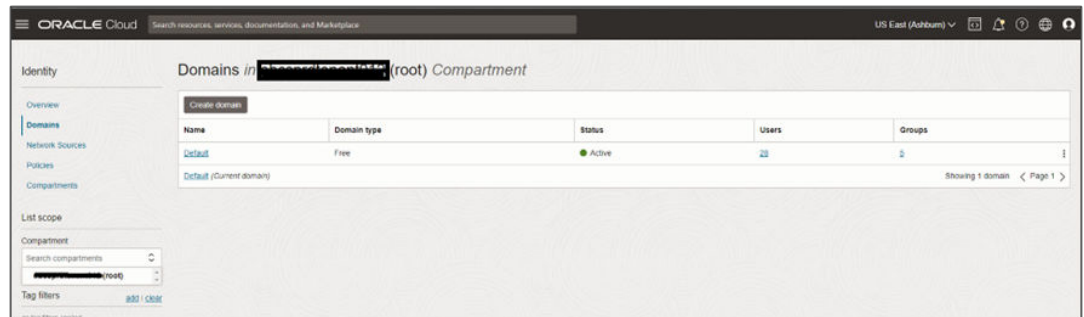 ORACLE Cloud
Search resources, services, documentation, and Marketplace
US East (Ashburn)
Identity
Overview
Domains
Network Sources
Policies
Compartments
List scope
Compartment
Search compartments
(root)
Tag filters
add | clear
Domains in (root) Compartment
Create domain
Name Domain type Status Users Groups
Default Free Active 28 5
Default (Current domain)
Showing 1 domain < Page 1 >